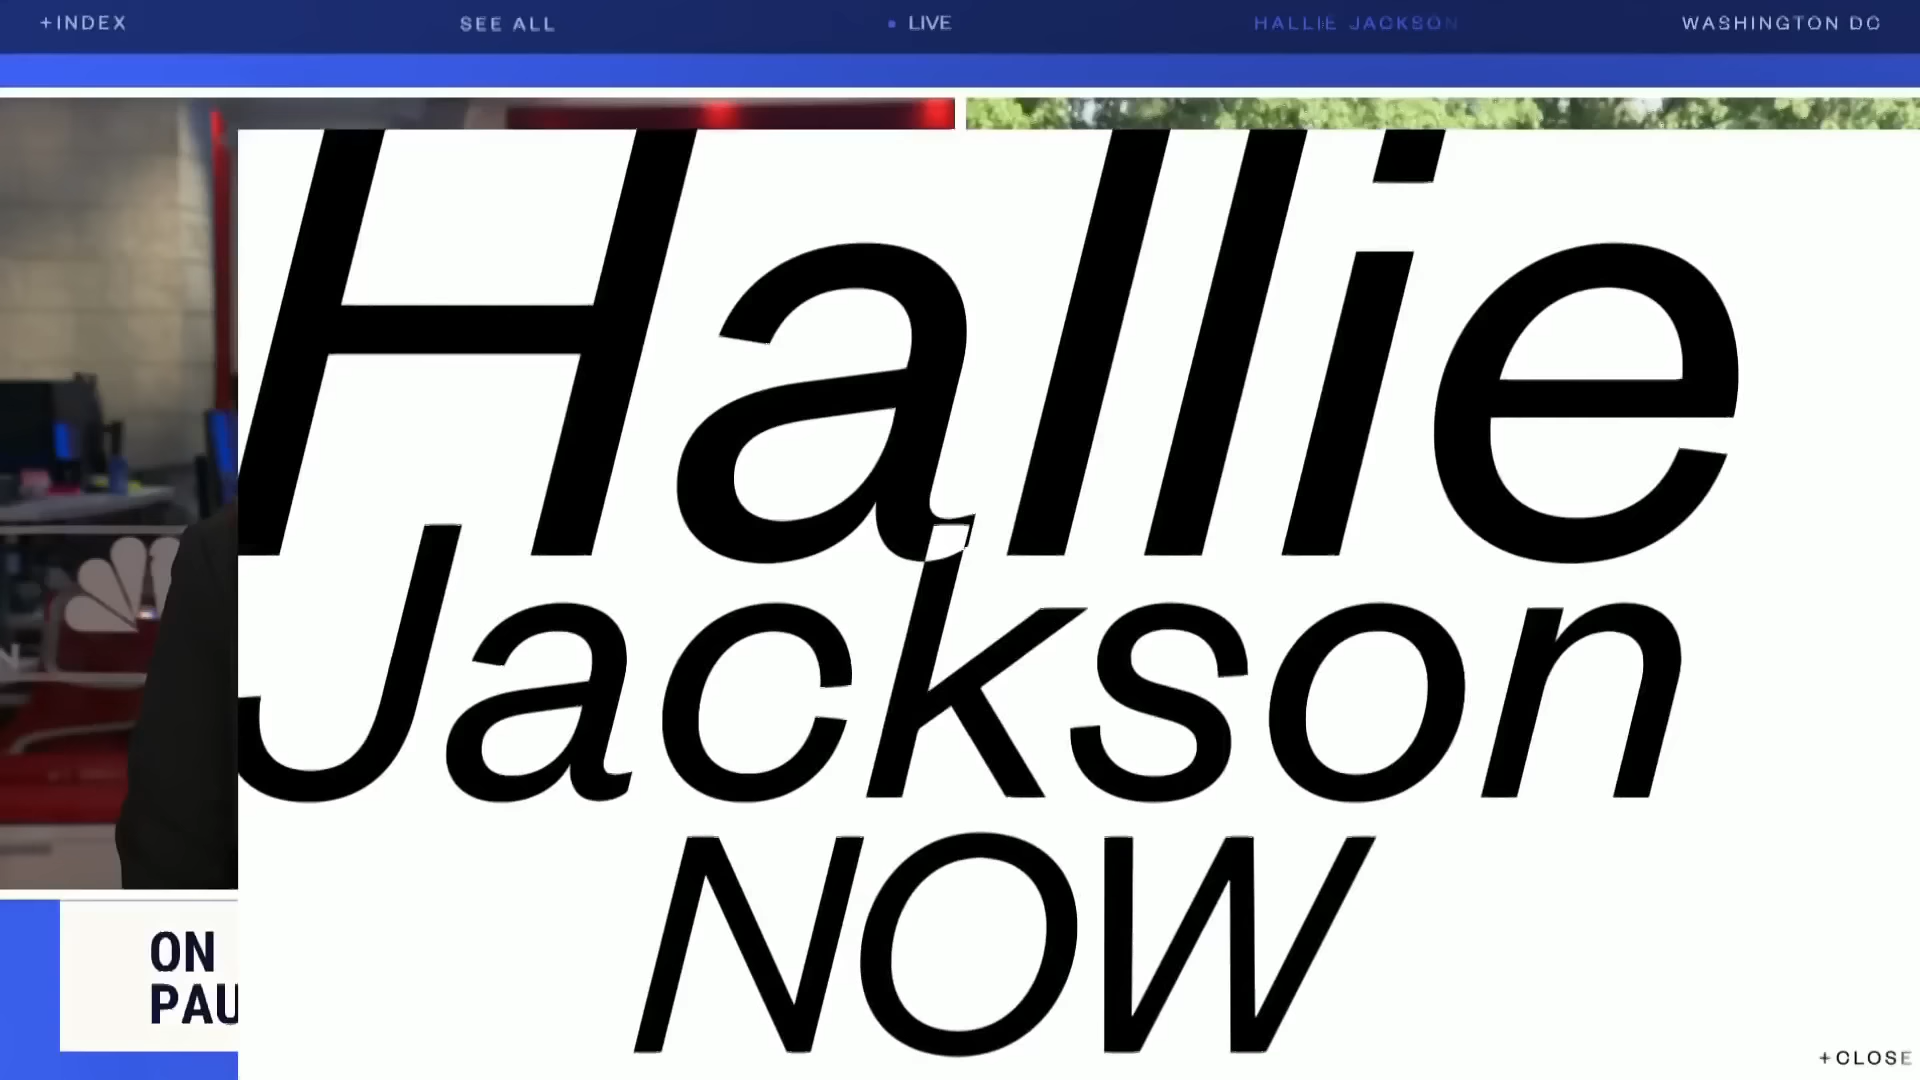 +INDEX
SEE ALL
LIVE
HALLIE JACKSON
WASHINGTON DC
Hallie
Jackson
NOW
ON
PAU
+CLOSE